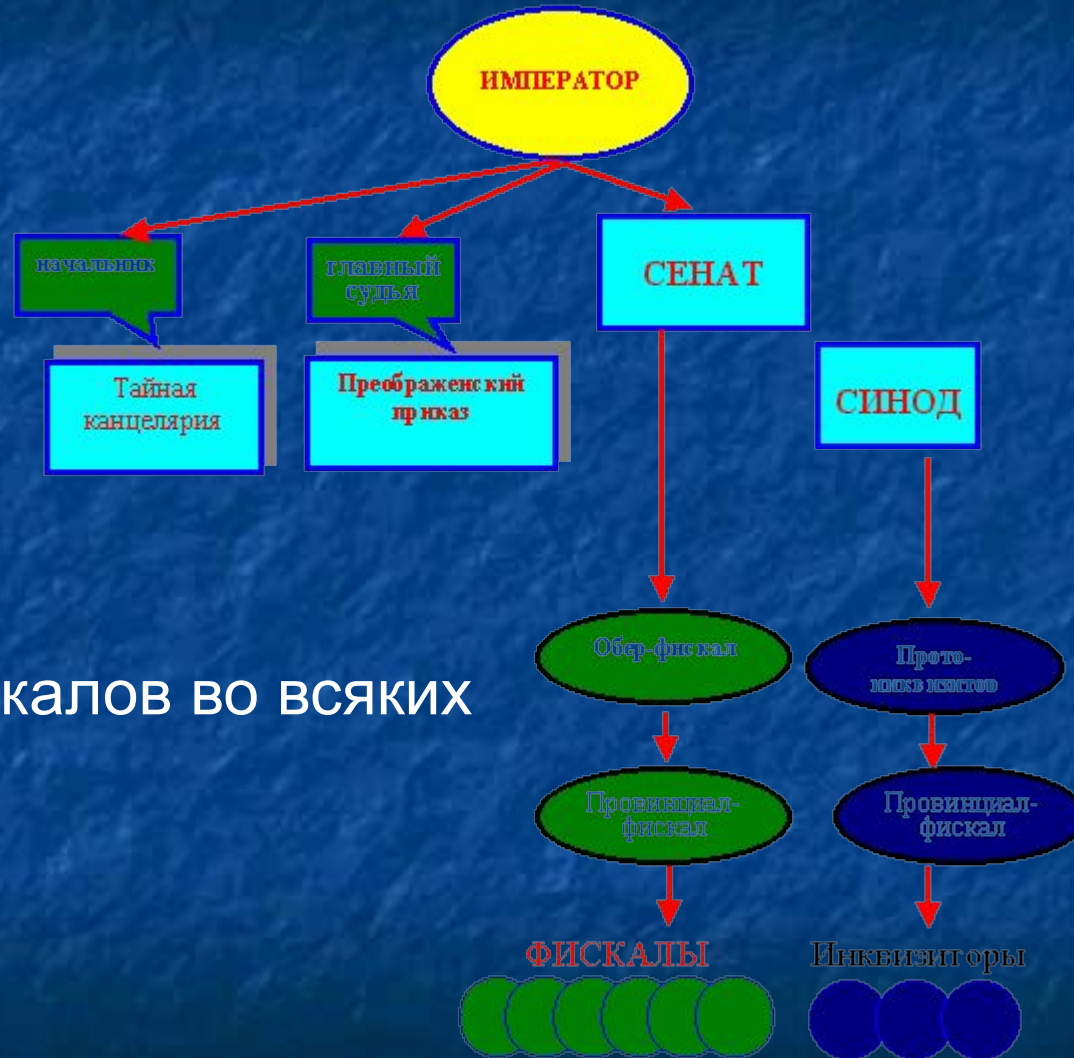 ИМПЕРАТОР
начальник
главный
судья
СЕНАТ
Тайная
канцелярия
Преображенский
приказ
СИНОД
Обер-фискал
Прото-
калов во всяких
Провинциал-
фискал
Провинциал-
фискал
ФИСКАЛЫ
Инквизиторы